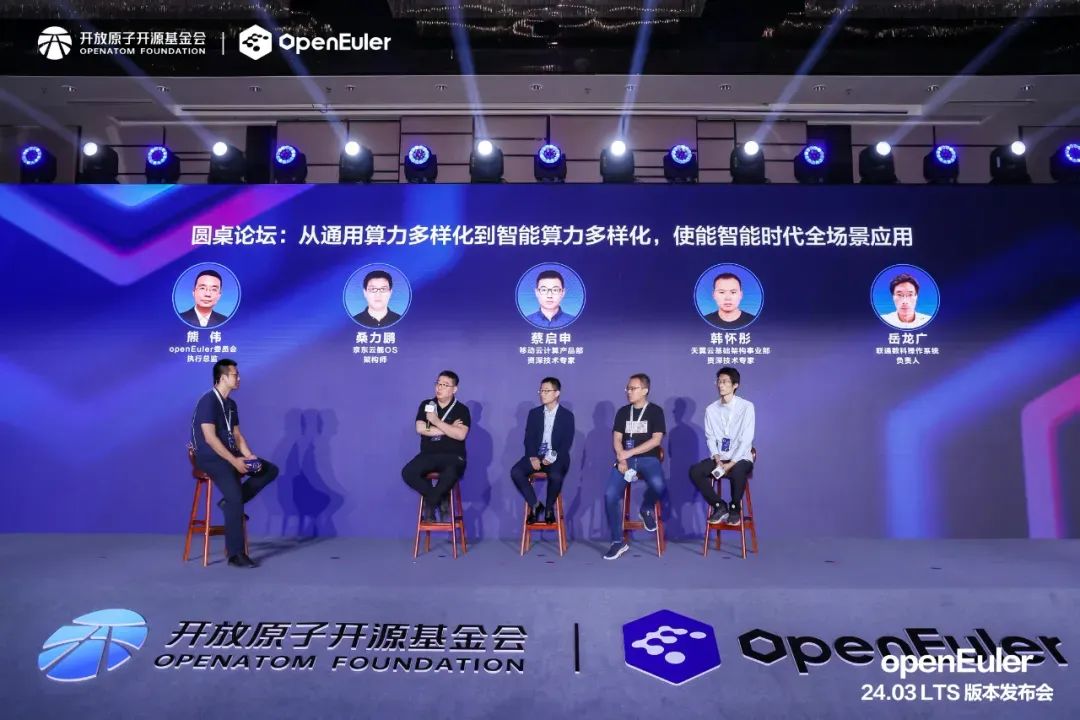 开放原子开源基金会
OPENATOM FOUNDATION
OpenEuler
圆桌论坛：从通用算力多样化到智能算力多样化，使能智能时代全场景应用
熊 伟
openEuler委员会
执行总监
桑力鹏
京东云舰OS
架构师
蔡启申
移动云计算产品部
资深技术专家
韩怀彤
天翼云基础架构事业部
资深技术专家
岳龙广
联通数科操作系统
负责人
开放原子开源基金会
OPENATOM FOUNDATION
OpenEuler
openEuler
24.03 LTS 版本发布会